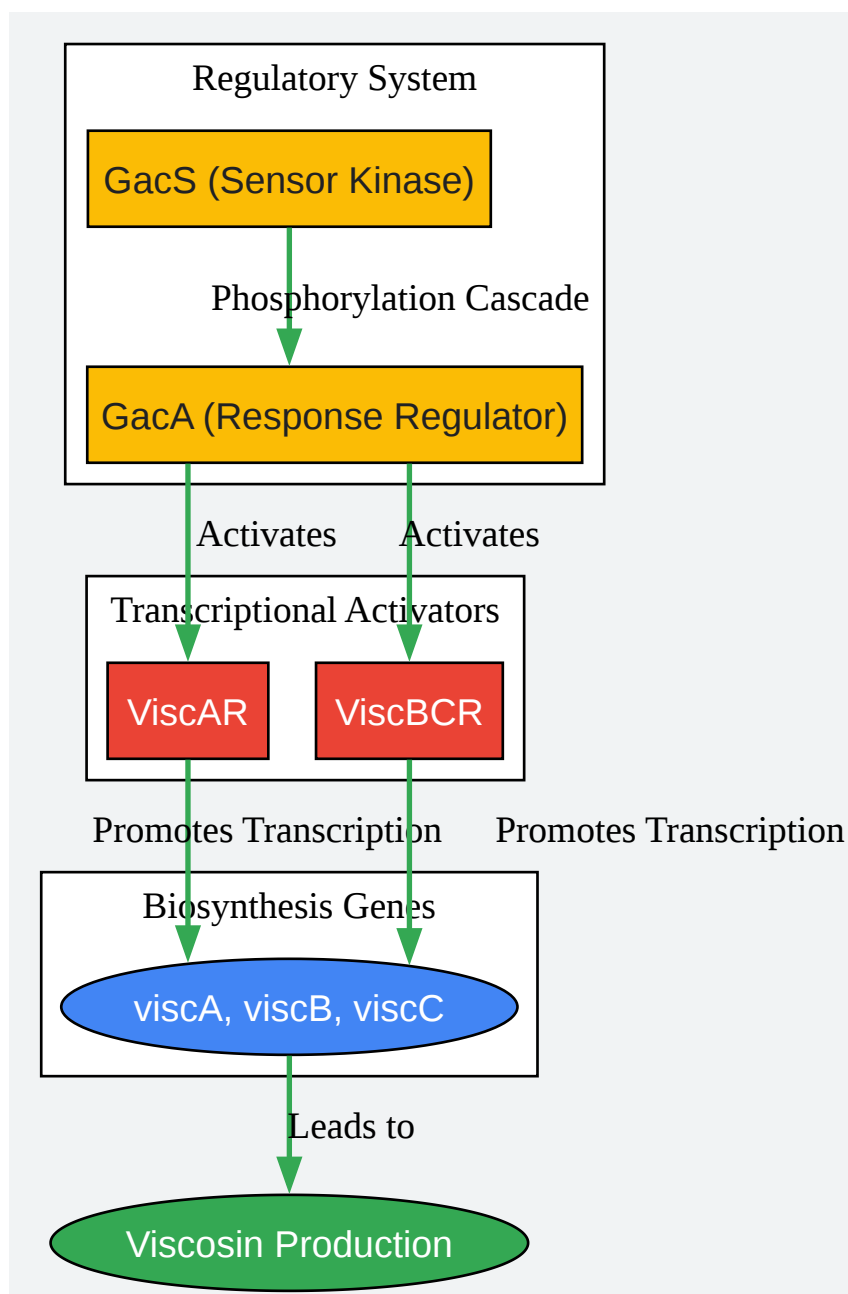 Regulatory System
GacS (Sensor Kinase)
Phosphorylation Cascade
GacA (Response Regulator)
Activates
Activates
Transcriptional Activators
ViscAR
ViscBCR
Promotes Transcription
Promotes Transcription
Biosynthesis Genes
viscA, viscB, viscC
Leads to
Viscosin Production